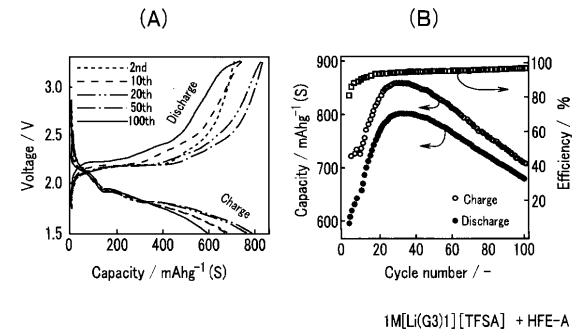 (A)
2nd
10th
20th
50th
100th
Discharge
Charge
3.0
2.5
2.0
1.5
Voltage / V
0 200 400 600 800
Capacity / mAhg⁻¹(S)
(B)
900
800
700
600
Capacity / mAhg⁻¹(S)
100
80
60
40
20
Efficiency/%
Charge
Discharge
0 20 40 60 80 100
Cycle number / −
1M[Li(G3)1][TFSA] + HFE-A